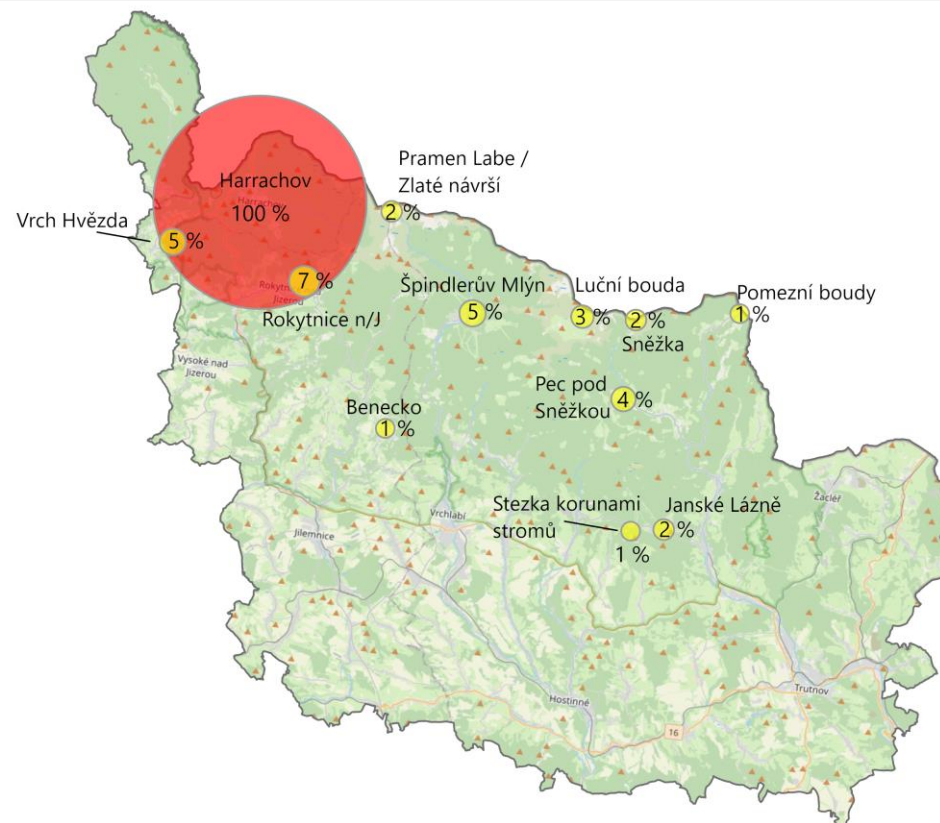 Pramen Labe /
Zlaté návrší
2 %
Harrachov
Harrachov
100 %
Vrch Hvězda
5 %
7 %
Rokytnice n/J
Špindlerův Mlýn
5 %
Luční bouda
3 %
2 %
Sněžka
Pomezní boudy
1 %
Vysoké nad
Jizerou
Benecko
1 %
Pec pod
Sněžkou
4 %
Stezka korunami
stromů
1 %
Janské Lázně
2 %
Žacléř
Vrchlabí
Jilemnice
Hostinné
Trutnov
16